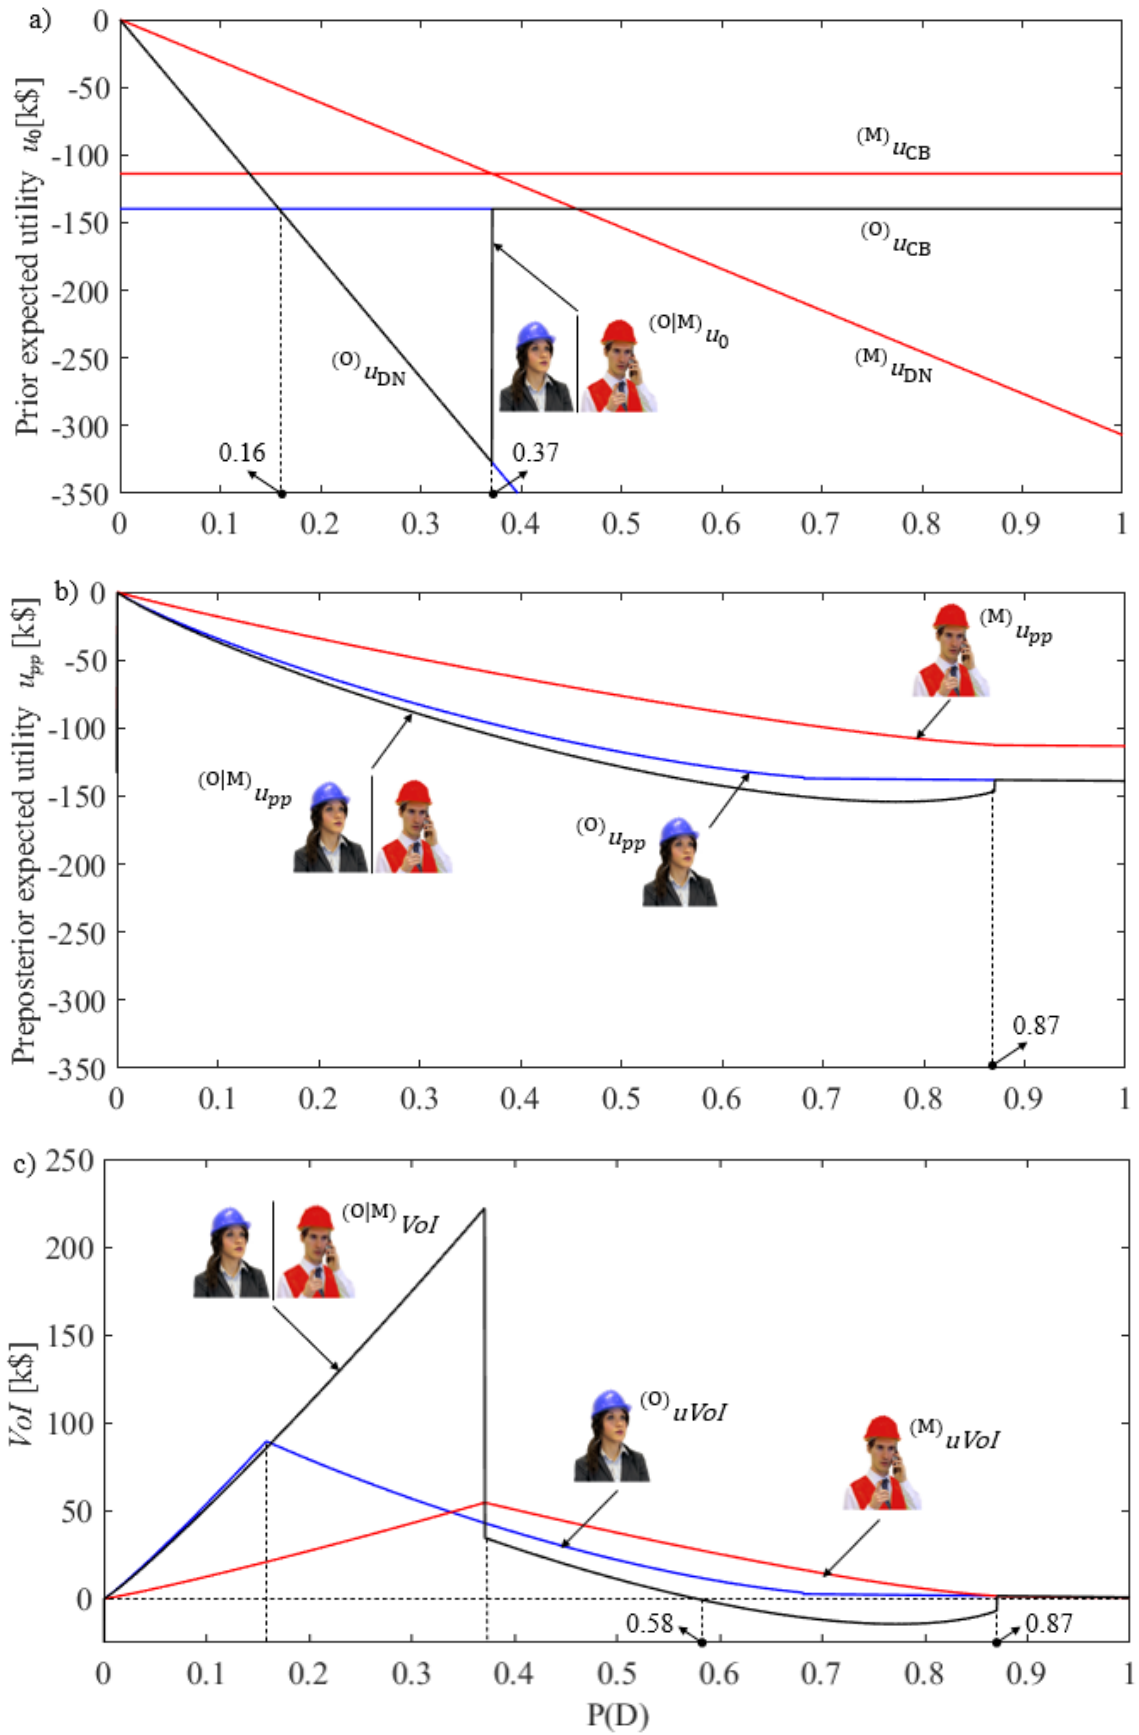 a)
Prior expected utility u0[k$]
0
-50
-100
-150
-200
-250
-300
-350
(M)uCB
(O)uCB
(O|M)u0
(O)uDN
(M)uDN
0.16
0.37
0 0.1 0.2 0.3 0.4 0.5 0.6 0.7 0.8 0.9 1
b)
Preposterior expected utility upp [k$]
0
-50
-100
-150
-200
-250
-300
-350
(M)upp
(O|M)upp
(O)upp
0.87
0 0.1 0.2 0.3 0.4 0.5 0.6 0.7 0.8 0.9 1
c)
VoI [k$]
250
200
150
100
50
0
(O|M)VoI
(O)uVoI
(M)uVoI
0.58
0.87
0 0.1 0.2 0.3 0.4 0.5 0.6 0.7 0.8 0.9 1
P(D)